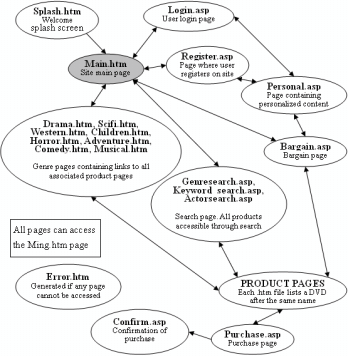 Splash.htm
Welcome
splash screen
Login.asp
User login page
Main.htm
Site main page
Register.asp
Page where user
registers on site
Personal.asp
Page containing
personalized content
Drama.htm, Scifi.htm,
Western.htm, Children.htm,
Horror.htm, Adventure.htm,
Comedy.htm, Musical.htm
Genre pages containing links to all
associated product pages
Bargain.asp
Bargain page
Genresearch.asp,
Keyword_search.asp,
Actorsearch.asp
Search page. All products
accessible through search
All pages can access
the Ming htm page
Error.htm
Generated if any page
cannot be accessed
PRODUCT PAGES
Each .htm file lists a DVD
after the same name
Confirm.asp
Confirmation of
purchase
Purchase.asp
Purchase page